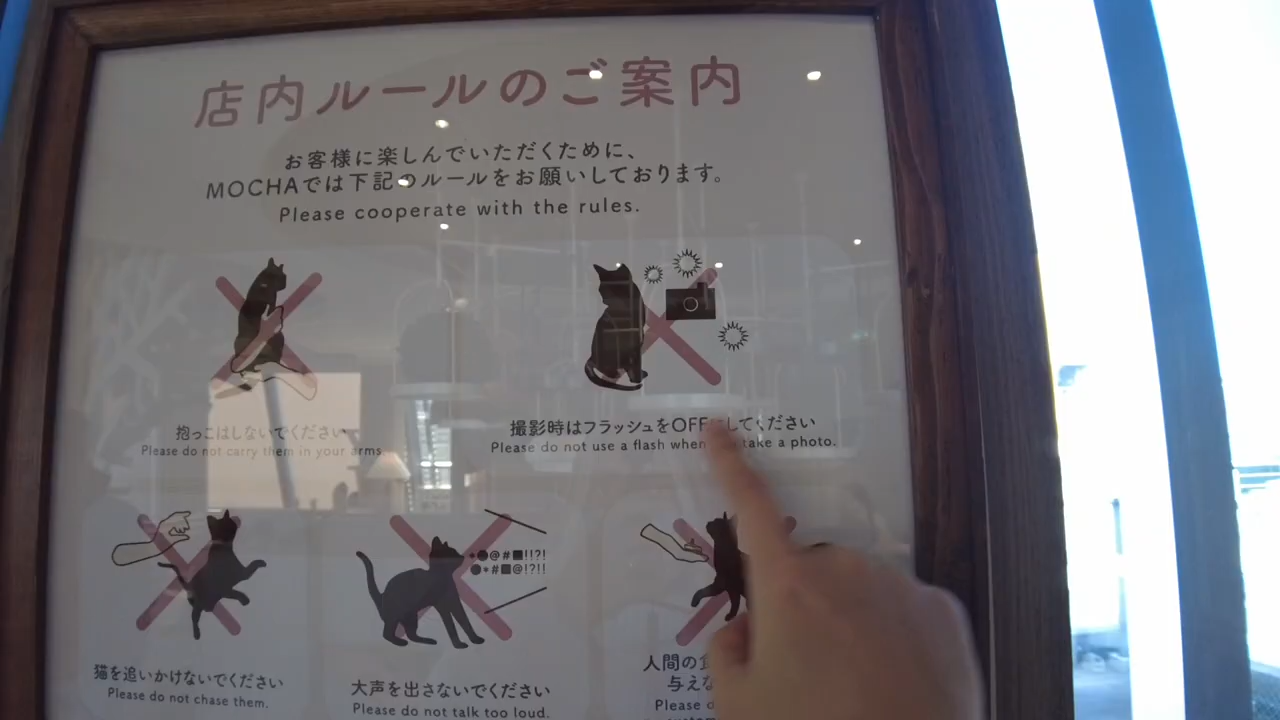 店内ルールのご案内
お客様に楽しんでいただくために、
MOCHAでは下記のルールをお願いしております。
Please cooperate with the rules.
抱っこはしないでください
Please do not carry them in your arms.
撮影時はフラッシュをOFF してください
Please do not use a flash when take a photo.
*●@#■!!?!
●*#■@!?!!
猫を追いかけないでください
Please do not chase them.
大声を出さないでください
Please do not talk too loud.
人間の
与え
Please